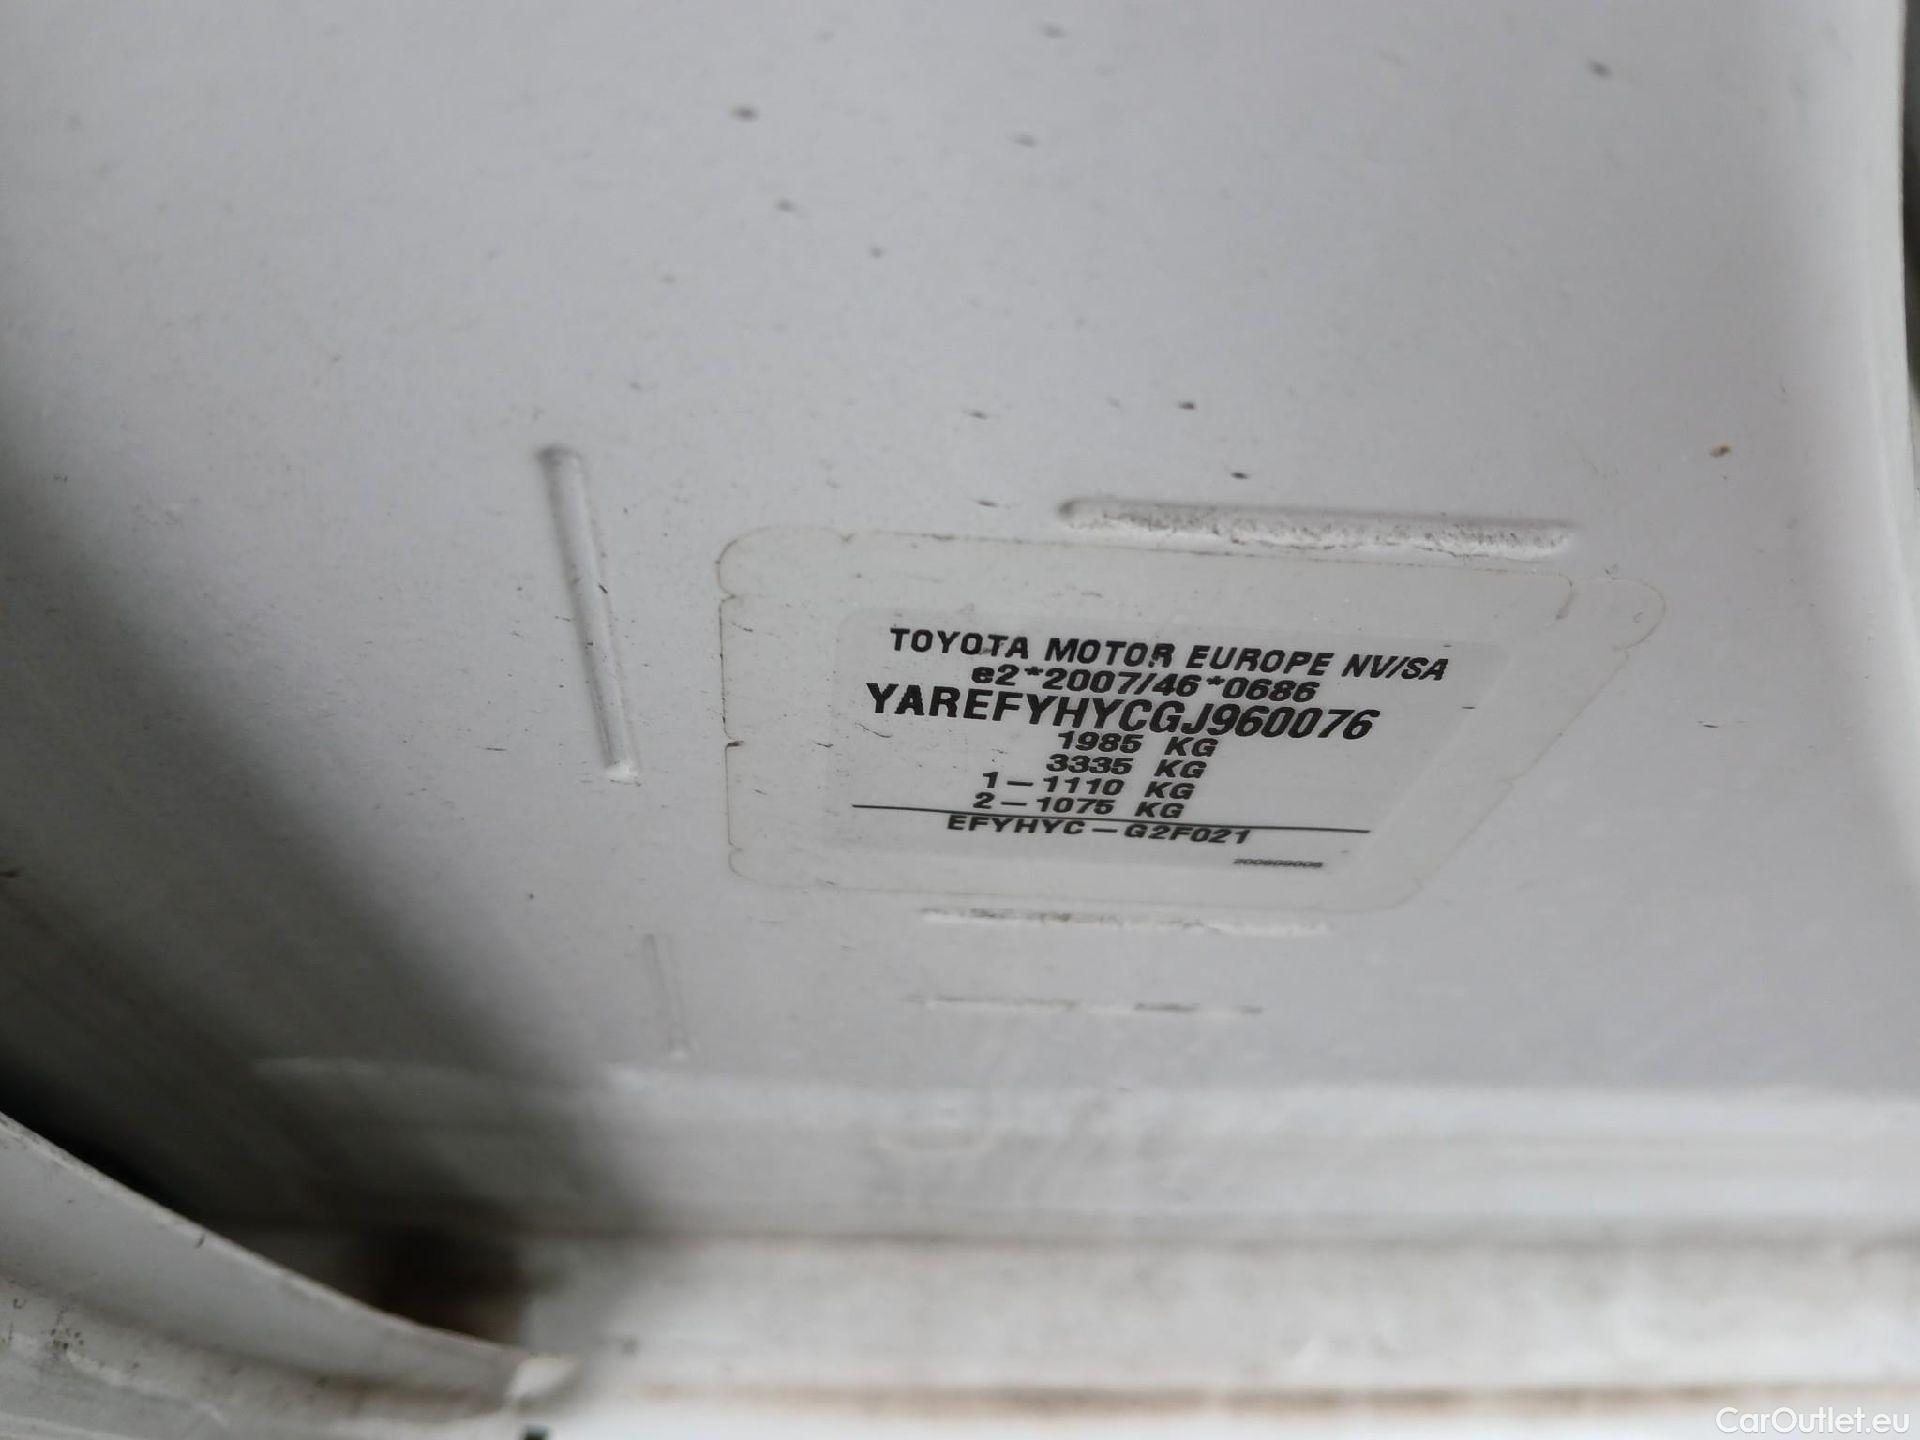 TOYOTA MOTOR EUROPE NV/SA
e2*2007/46*0686
YAREFYHYCGJ960076
1985 KG
3335 KG
1-1110 KG
2-1075 KG
EFYHYC-G2F021
CarOutlet.eu